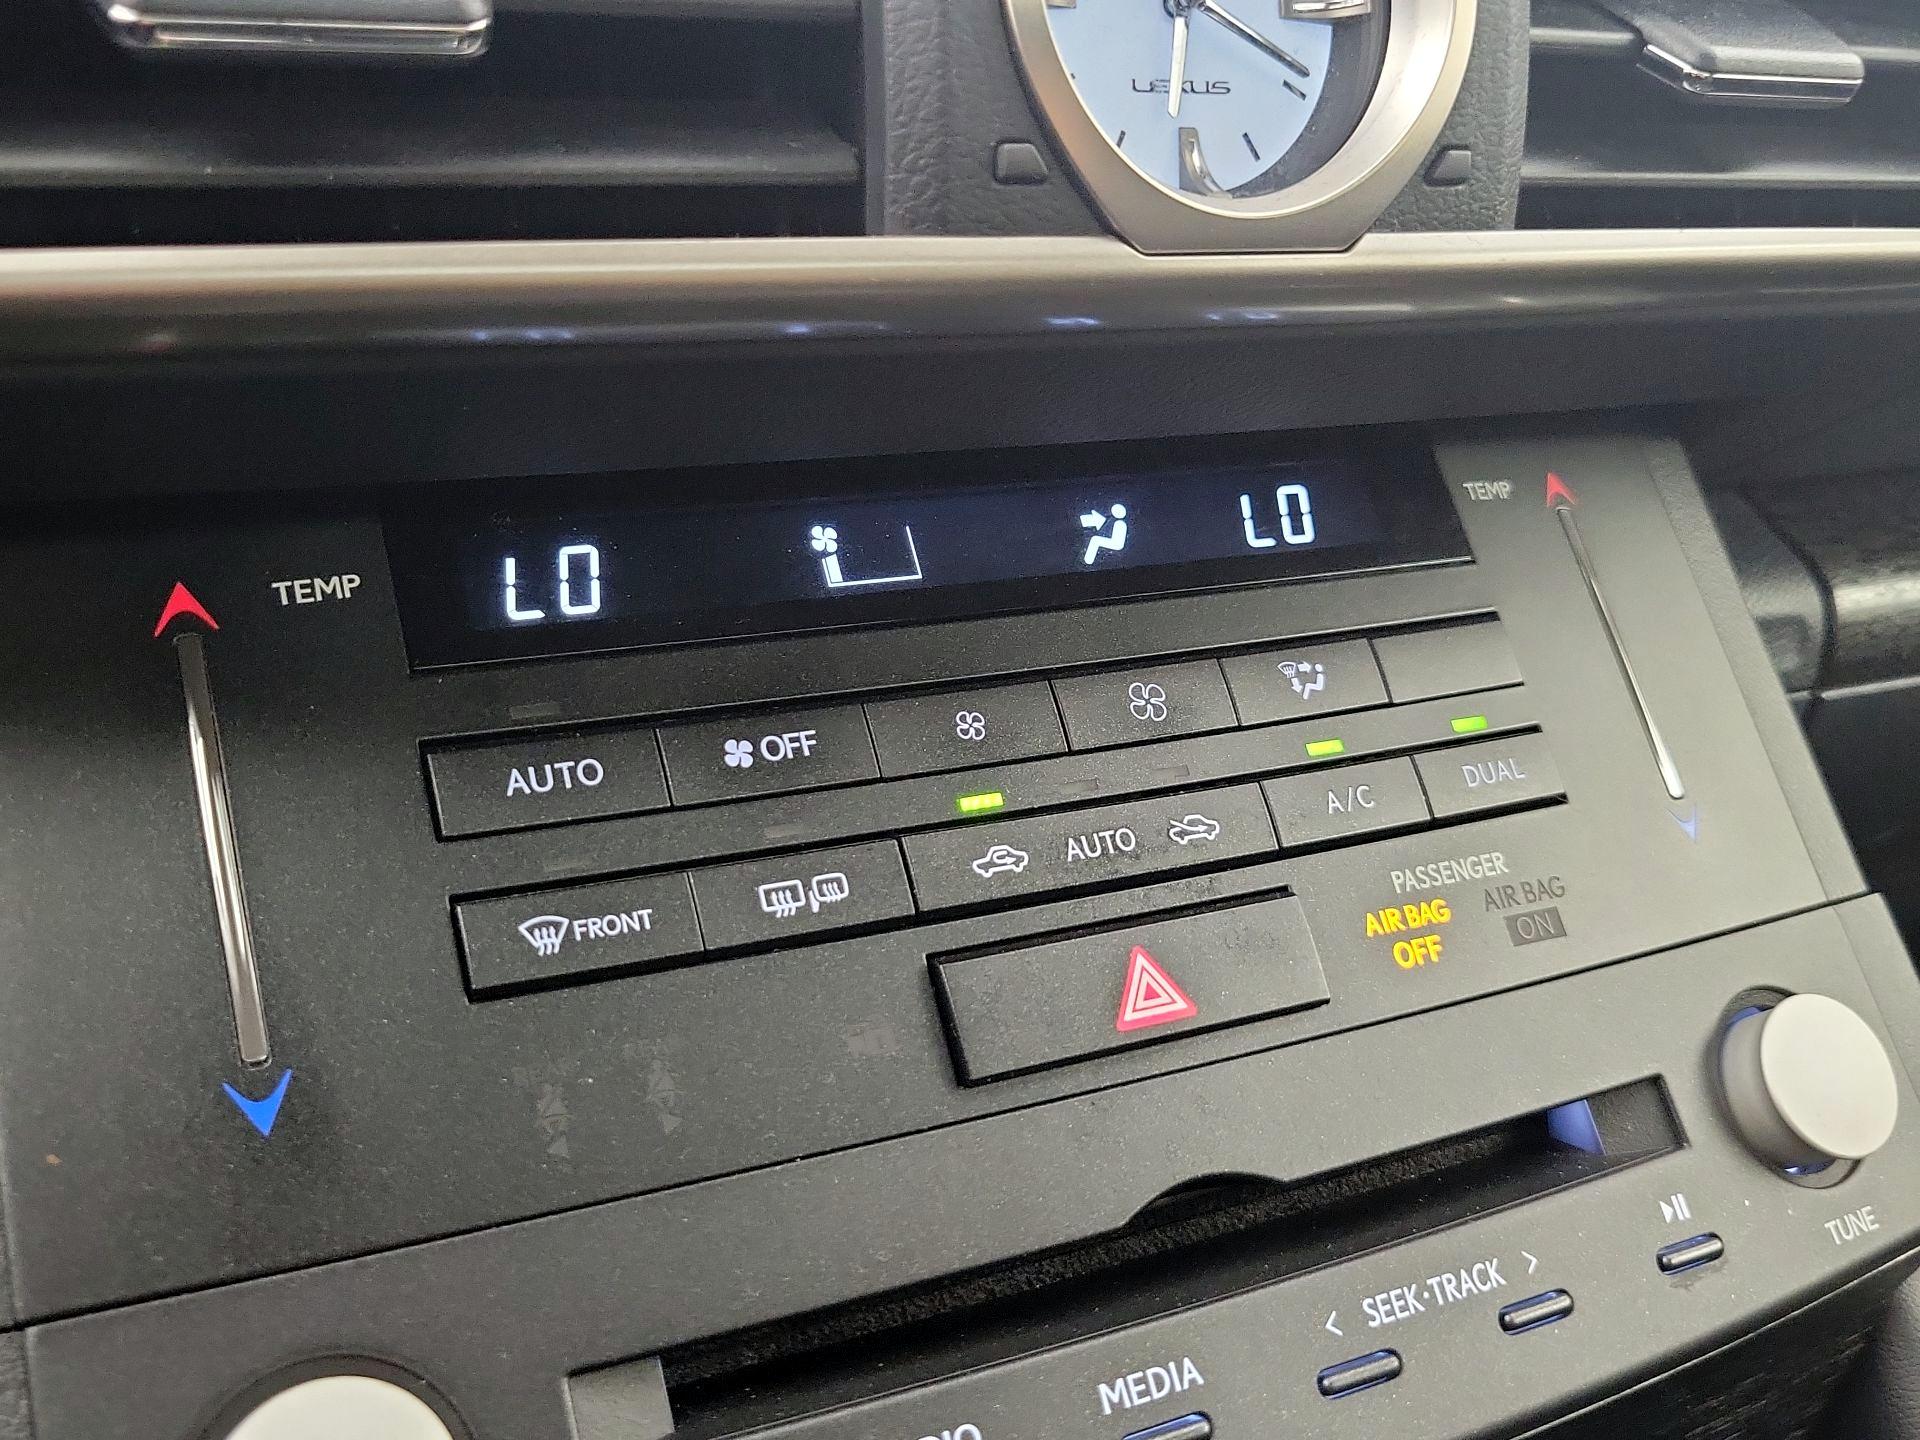 LEXUS
TEMP
LO
LO
TEMP
AUTO
OFF
AUTO
A/C
DUAL
FRONT
PASSENGER
AIR BAG
OFF
AIR BAG
ON
TUNE
< SEEK·TRACK >
MEDIA